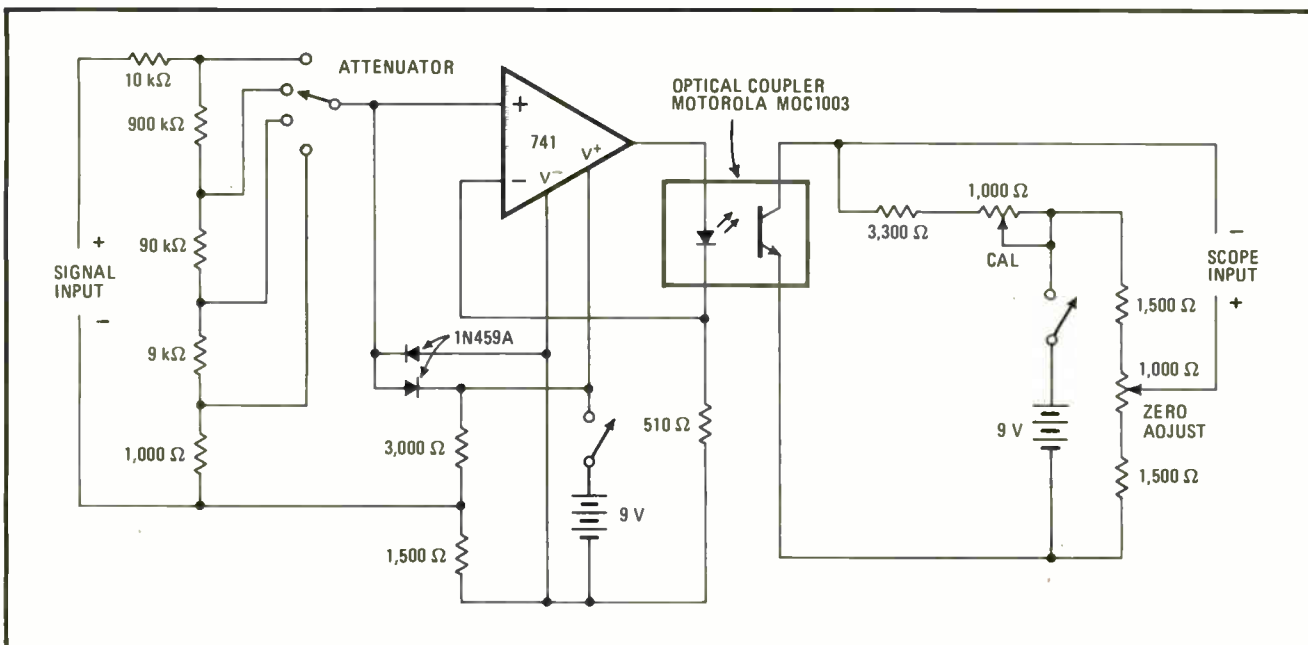 10 kΩ
ATTENUATOR
900 kΩ
90 kΩ
SIGNAL
INPUT
+
−
9 kΩ
1,000 Ω
+
−
741
V−
V+
1N459A
3,000 Ω
1,500 Ω
9 V
510 Ω
OPTICAL COUPLER
MOTOROLA MOC1003
3,300 Ω
1,000 Ω
CAL
9 V
1,500 Ω
1,000 Ω
ZERO
AOJUST
1,500 Ω
−
SCOPE
INPUT
+